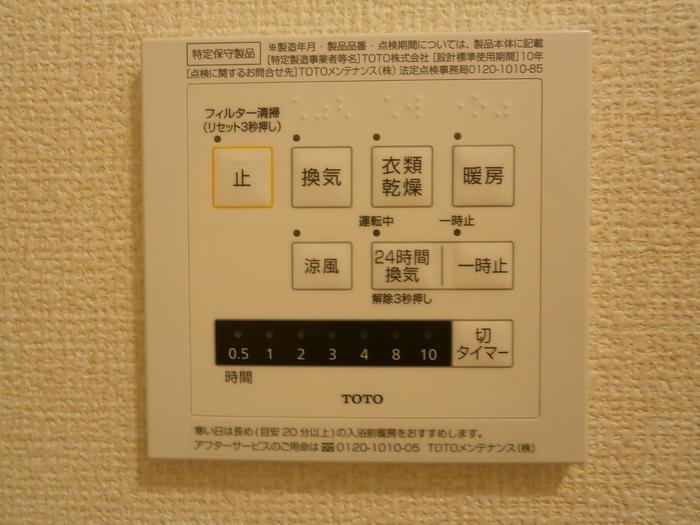 特定保守製品
※製造年月・製品品番・点検期間については、製品本体に記載
[特定製造事業者等名]TOTO株式会社 [設計標準使用期間]10年
[点検に関するお問合せ先]TOTOメンテナンス(株) 法定点検事務局0120-1010-85
フィルター清掃
(リセット3秒押し)
止
換気
衣類
乾燥
暖房
運転中
一時止
涼風
24時間
換気
一時止
解除3秒押し
0.5 1 2 3 4 8 10
切
タイマー
時間
TOTO
寒い日は長め(目安20分以上)の入浴前暖房をおすすめします。
アフターサービスのご用命は 0120-1010-05 TOTOメンテナンス(株)